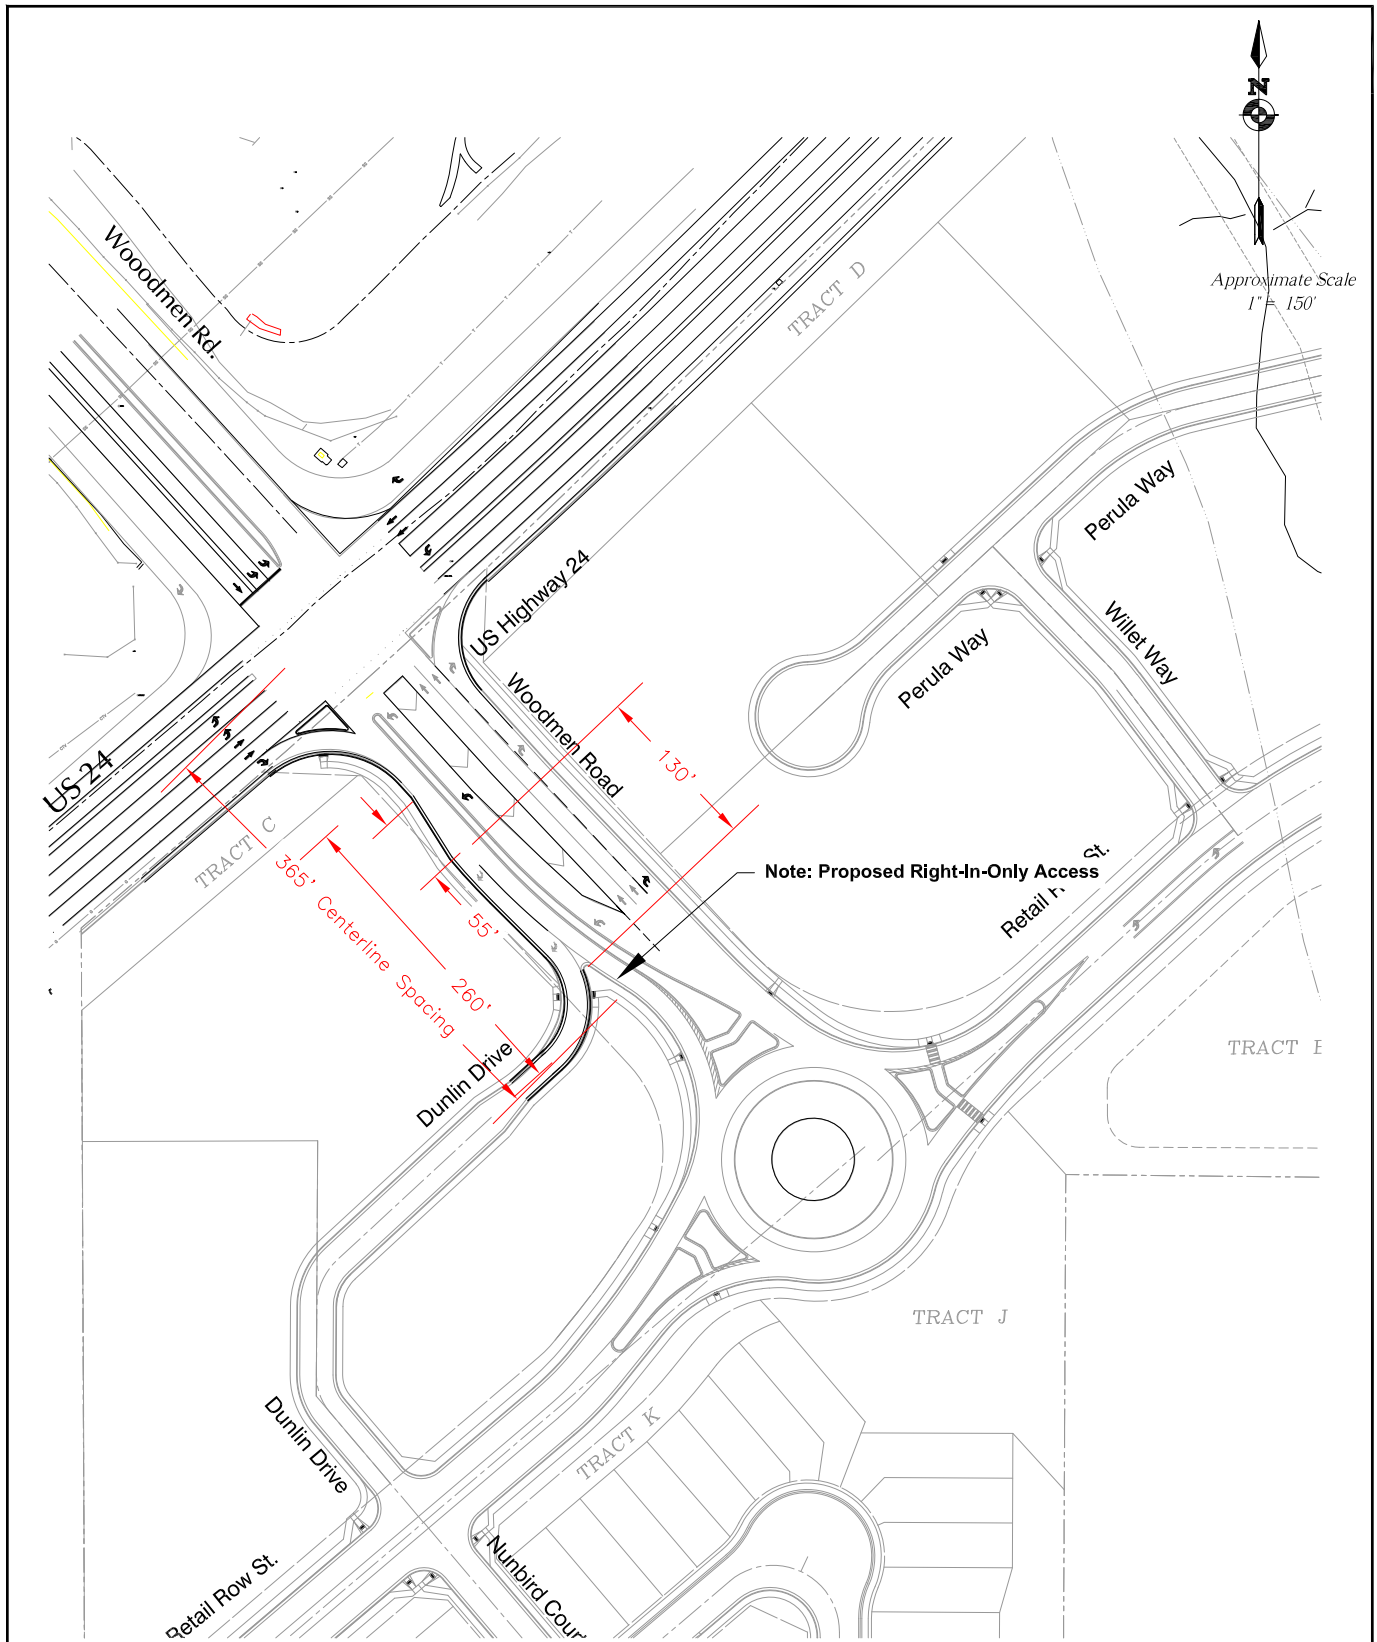 N
Approximate Scale
1" = 150'
Wooodmen Rd.
TRACT D
Perula Way
US Highway 24
Willet Way
Perula Way
Woodmen Road
130'
US 24
TRACT C
Note: Proposed Right-In-Only Access
365' Centerline Spacing
55'
Retail St.
260'
Dunlin Drive
TRACT E
TRACT J
Dunlin Drive
TRACT K
Retail Row St.
Nunbird Cour